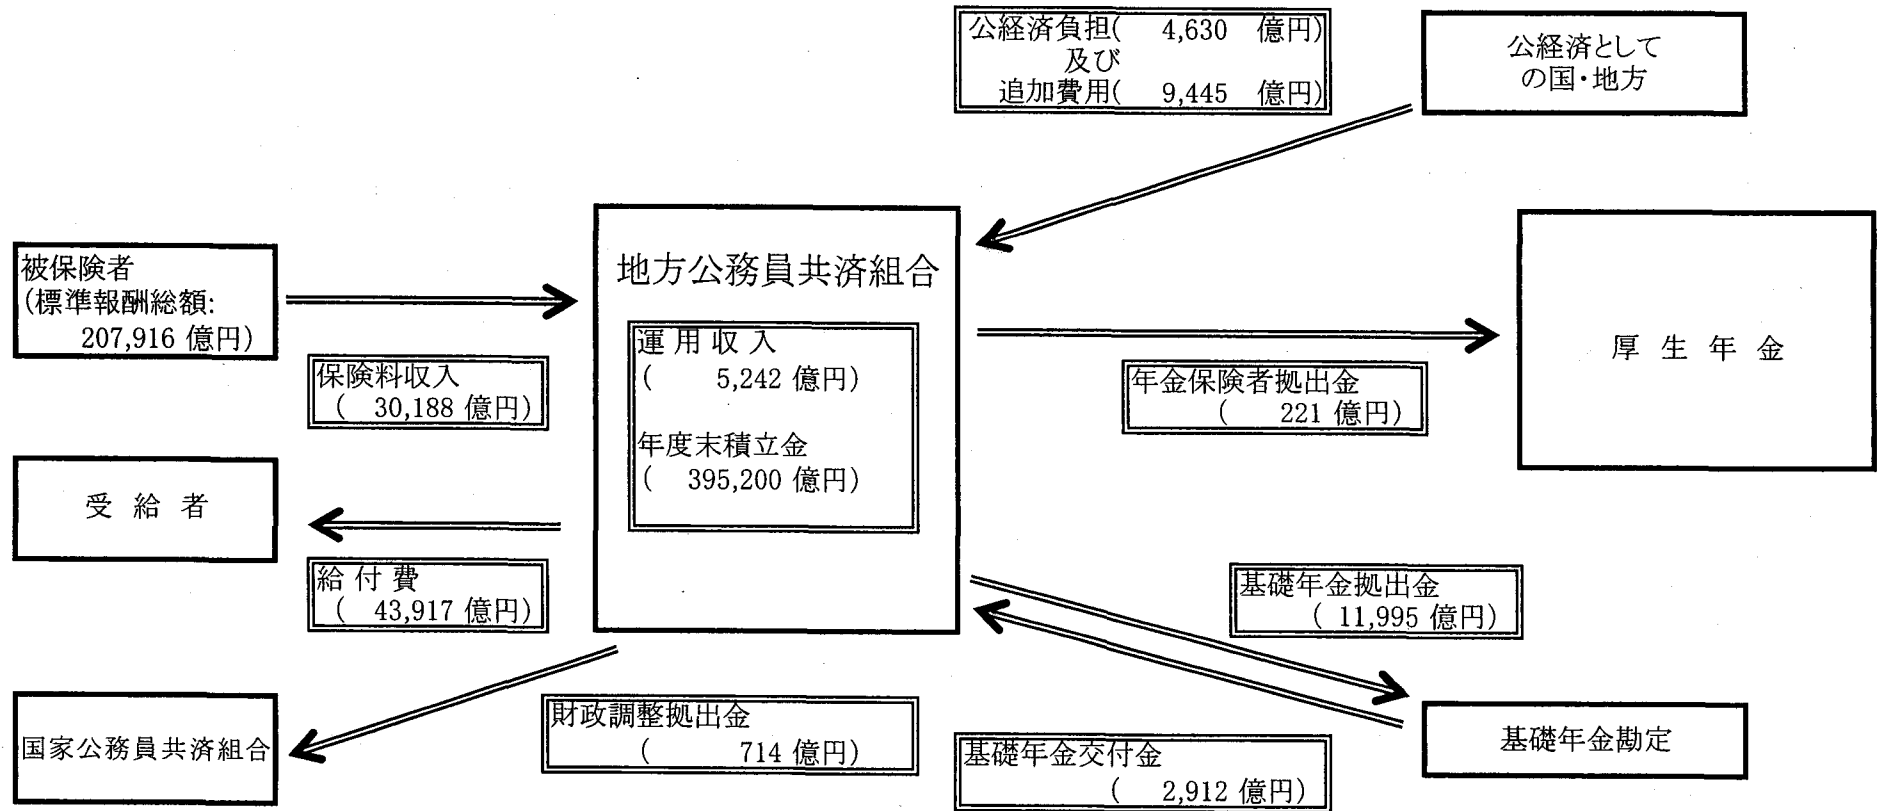 公経済負担( 4,630 億円)
及び
追加費用( 9,445 億円)
公経済として
の国・地方
被保険者
(標準報酬総額:
207,916 億円)
保険料収入
( 30,188 億円)
地方公務員共済組合
運 用 収 入
( 5,242 億円)
年度末積立金
( 395,200 億円)
年金保険者拠出金
( 221 億円)
厚 生 年 金
受 給 者
給 付 費
( 43,917 億円)
基礎年金拠出金
( 11,995 億円)
国家公務員共済組合
財政調整拠出金
( 714 億円)
基礎年金交付金
( 2,912 億円)
基礎年金勘定